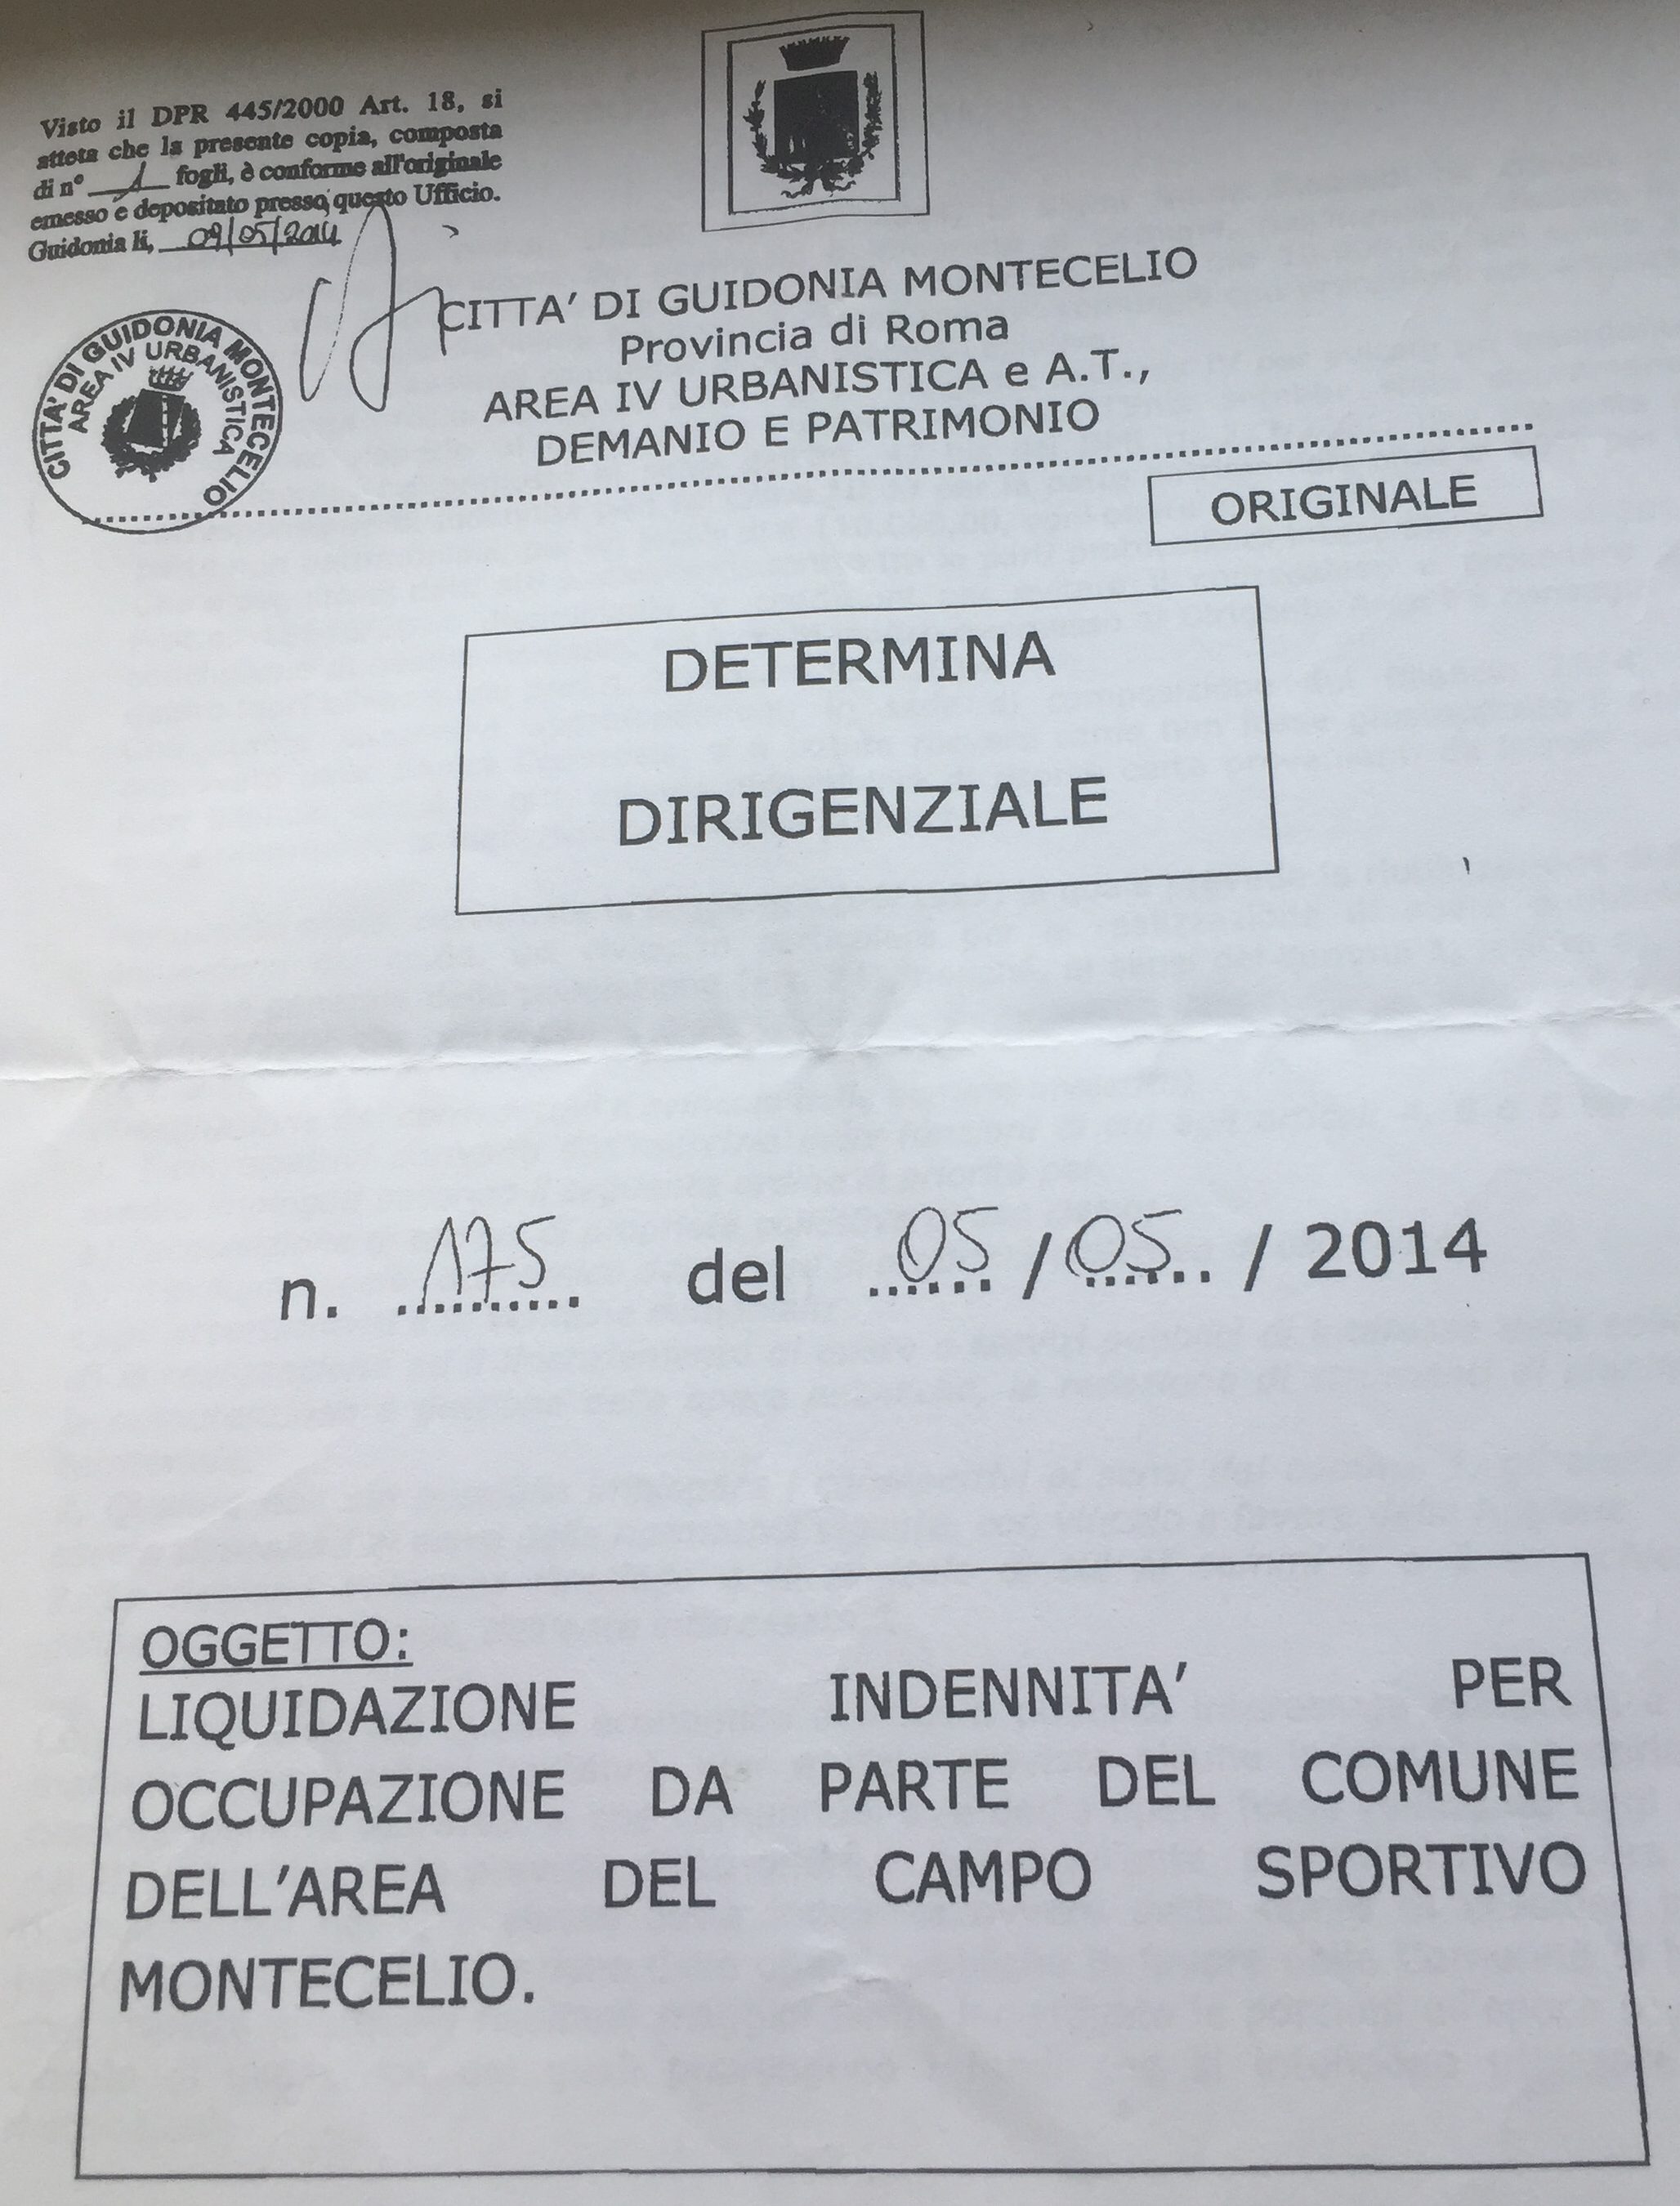 Visto il DPR 445/2000 Art. 18, si
atteta che la presente copia, composta
di n° 1 fogli, è conforme all'originale
emesso e depositato presso questo Ufficio.
Guidonia li, 09/05/2014
CITTA' DI GUIDONIA MONTECELIO
AREA IV URBANISTICA
CITTA' DI GUIDONIA MONTECELIO
Provincia di Roma
AREA IV URBANISTICA e A.T.,
DEMANIO E PATRIMONIO
ORIGINALE
DETERMINA
DIRIGENZIALE
n. 175 del 05 / 05 / 2014
OGGETTO:
LIQUIDAZIONE INDENNITA' PER
OCCUPAZIONE DA PARTE DEL COMUNE
DELL'AREA DEL CAMPO SPORTIVO
MONTECELIO.